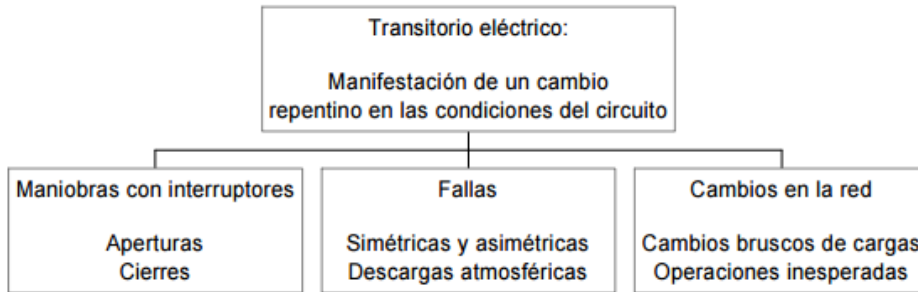 Transitorio eléctrico:
Manifestación de un cambio
repentino en las condiciones del circuito
Maniobras con interruptores
Aperturas
Cierres
Fallas
Simétricas y asimétricas
Descargas atmosféricas
Cambios en la red
Cambios bruscos de cargas
Operaciones inesperadas